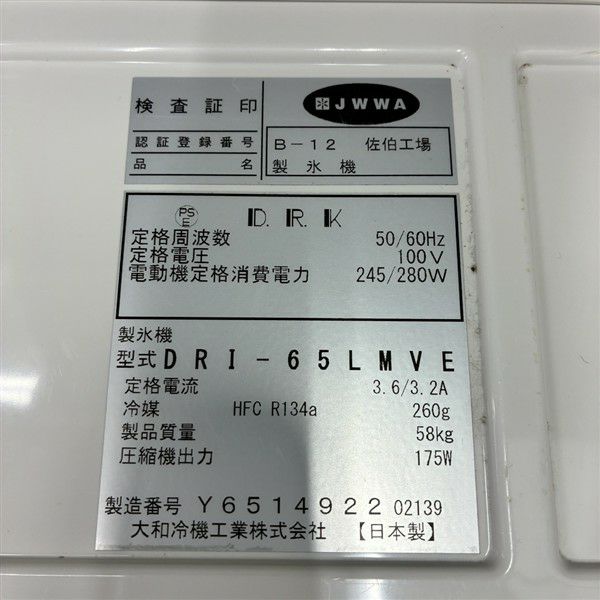 検査証印 JWWA
認証登録番号 B-12 佐伯工場
品名 製氷機
PSE D.R.K
定格周波数 50/60Hz
定格電圧 100V
電動機定格消費電力 245/280W
製氷機
型式 DRI-65LMVE
定格電流 3.6/3.2A
冷媒 HFC R134a 260g
製品質量 58kg
圧縮機出力 175W
製造番号 Y6514922 02139
大和冷機工業株式会社 【日本製】